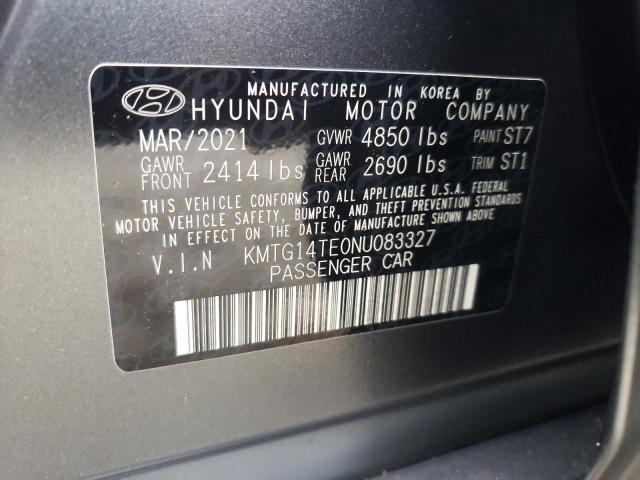 MANUFACTURED IN KOREA BY
HYUNDAI MOTOR COMPANY
MAR/2021 GVWR 4850 lbs PAINT ST7
GAWR FRONT 2414 lbs GAWR REAR 2690 lbs TRIM ST1
THIS VEHICLE CONFORMS TO ALL APPLICABLE U.S.A. FEDERAL
MOTOR VEHICLE SAFETY, BUMPER, AND THEFT PREVENTION STANDARDS
IN EFFECT ON THE DATE OF MANUFACTURE SHOWN ABOVE.
V.I.N KMTG14TE0NU083327
PASSENGER CAR